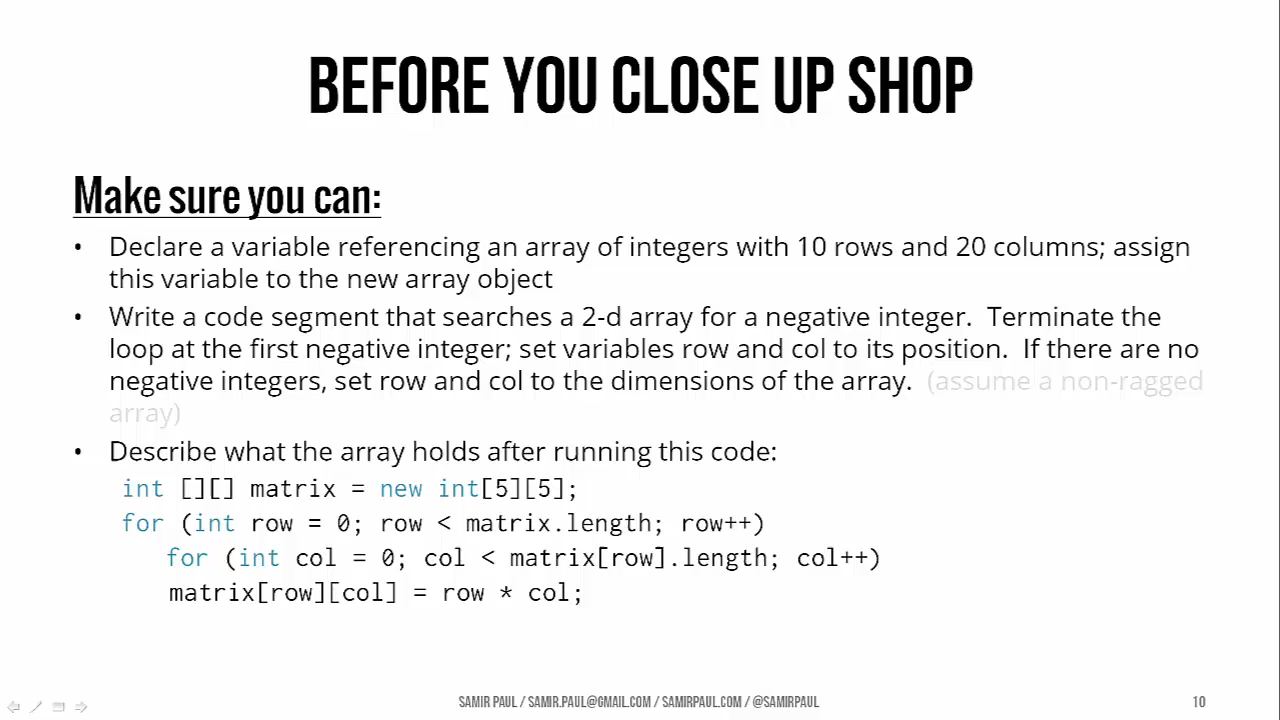 BEFORE YOU CLOSE UP SHOP
Make sure you can:
• Declare a variable referencing an array of integers with 10 rows and 20 columns; assign
this variable to the new array object
• Write a code segment that searches a 2-d array for a negative integer.  Terminate the
loop at the first negative integer; set variables row and col to its position.  If there are no
negative integers, set row and col to the dimensions of the array.  (assume a non-ragged
array)
• Describe what the array holds after running this code:
int [][] matrix = new int[5][5];
for (int row = 0; row < matrix.length; row++)
for (int col = 0; col < matrix[row].length; col++)
matrix[row][col] = row * col;
SAMIR PAUL / SAMIR.PAUL@GMAIL.COM / SAMIRPAUL.COM / @SAMIRPAUL
10